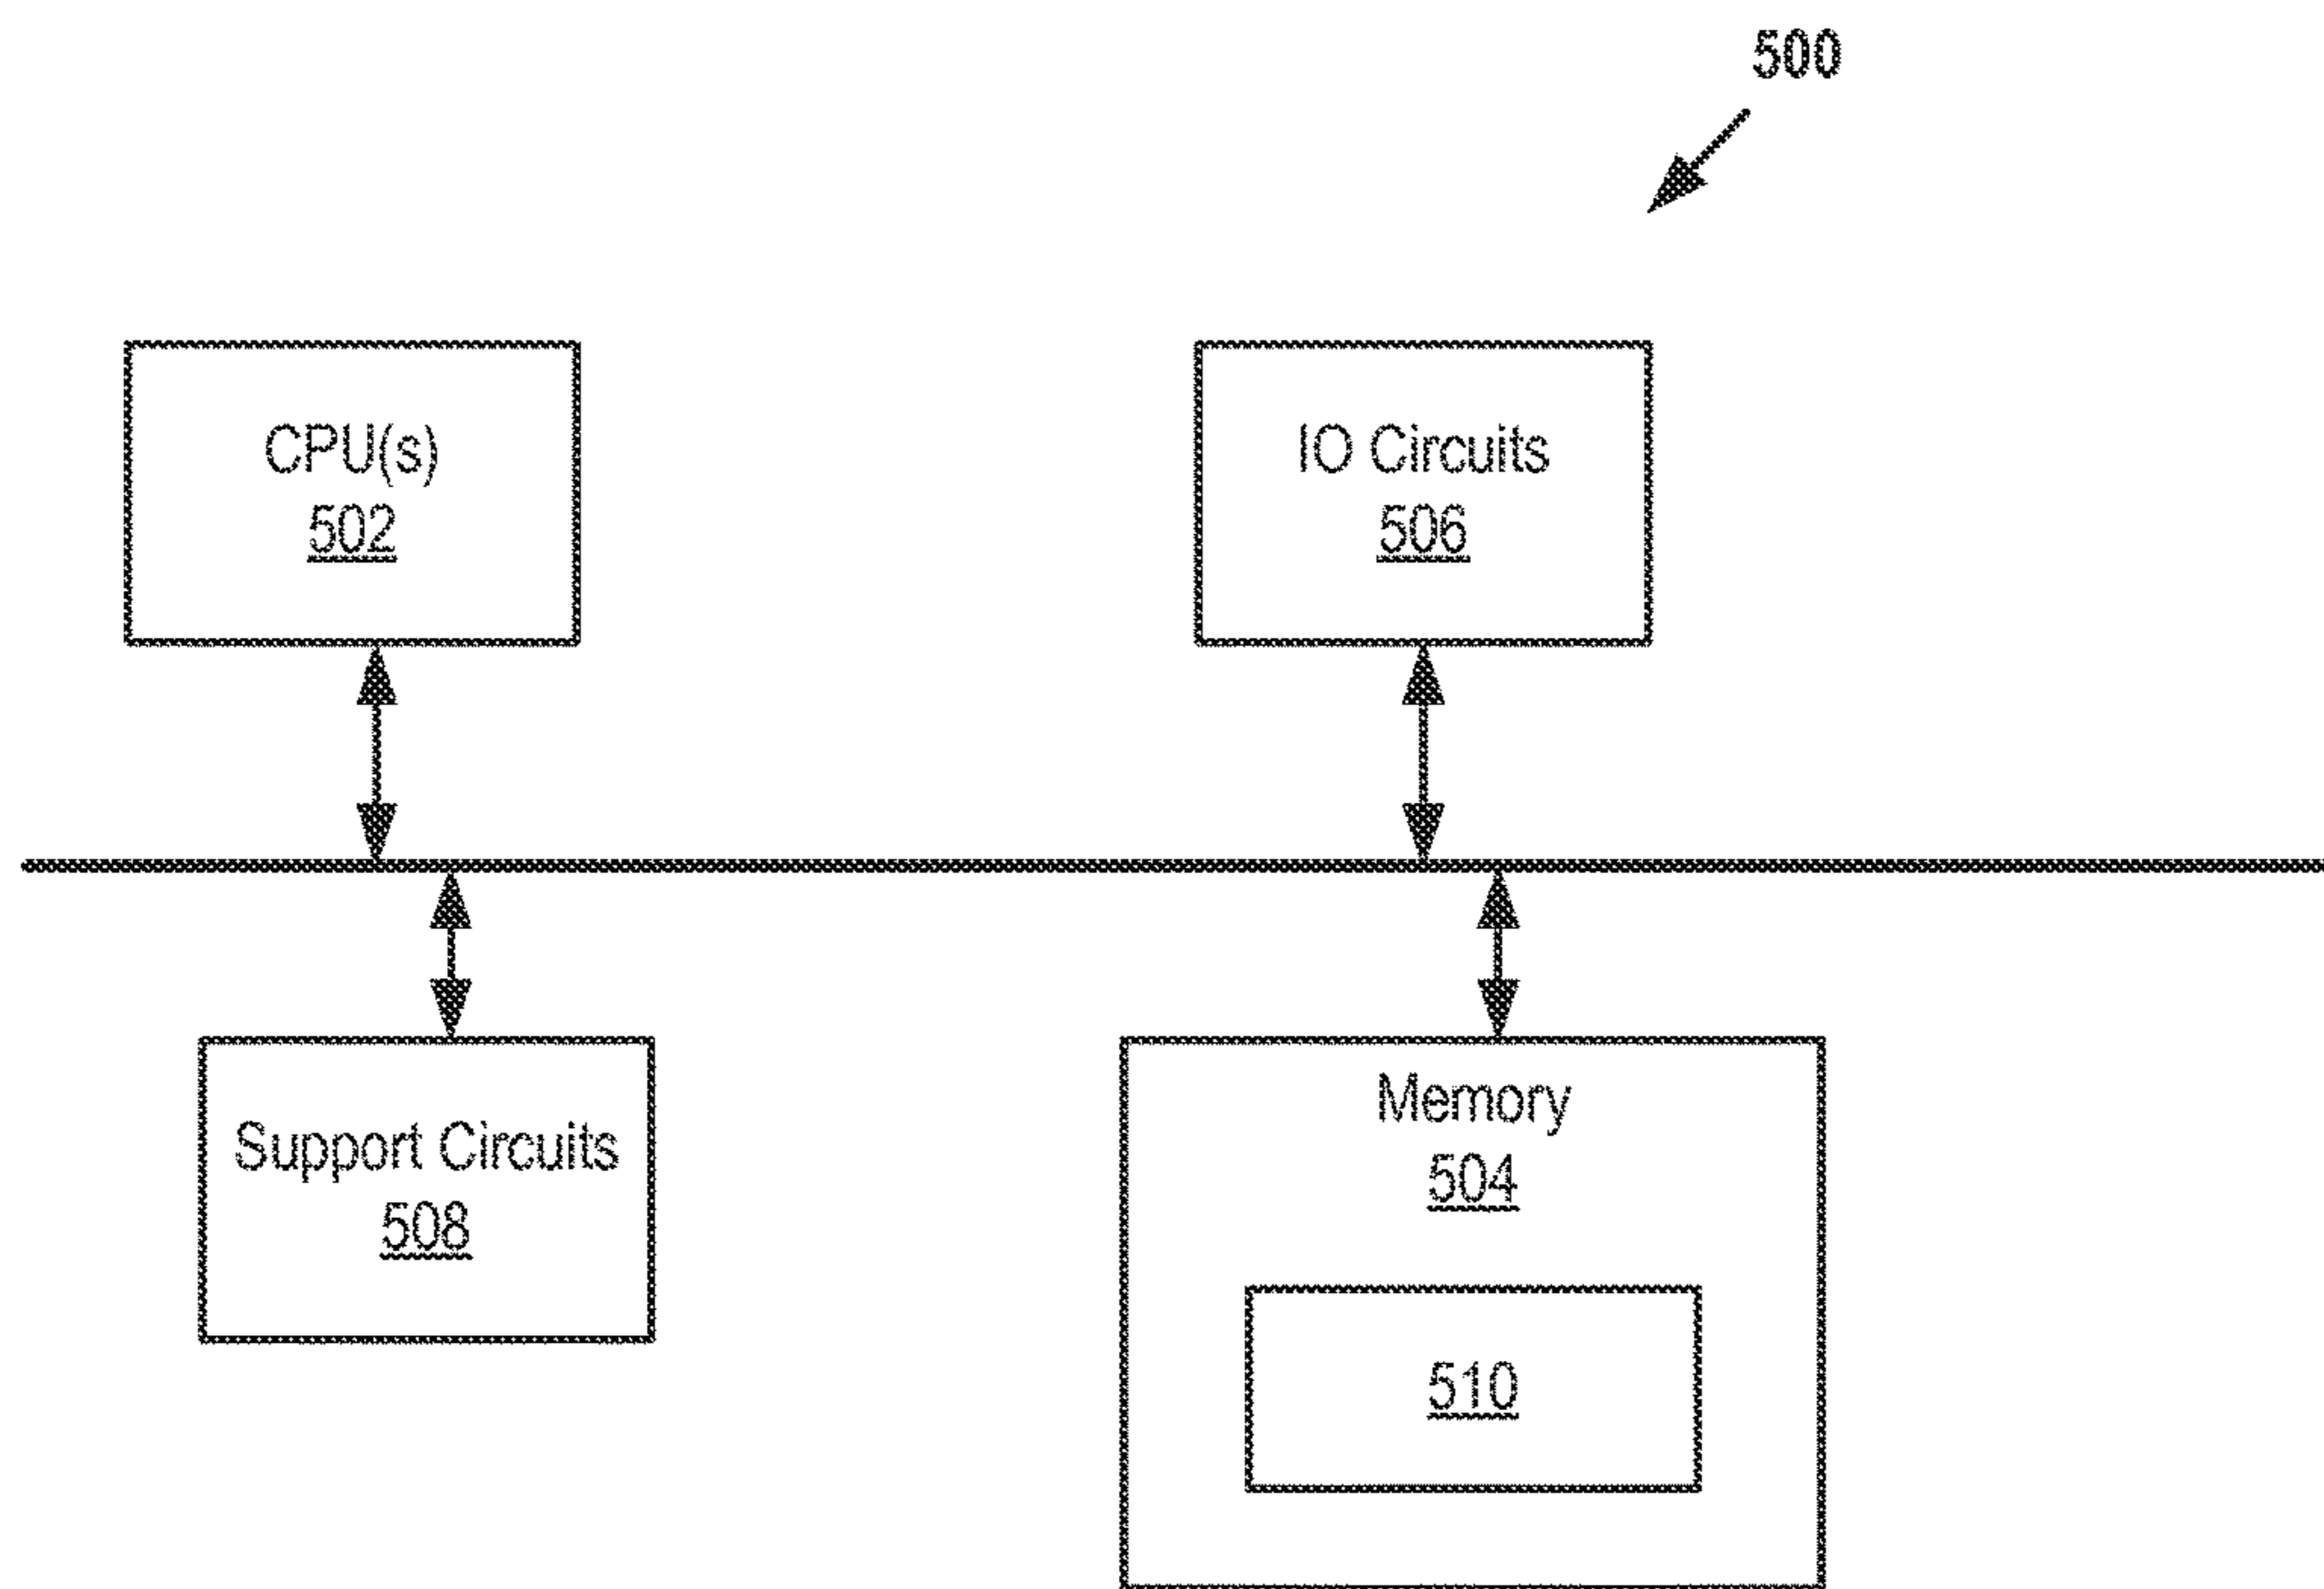 500
CPU(s)
502
IO Circuits
506
Support Circuits
508
Memory
504
510